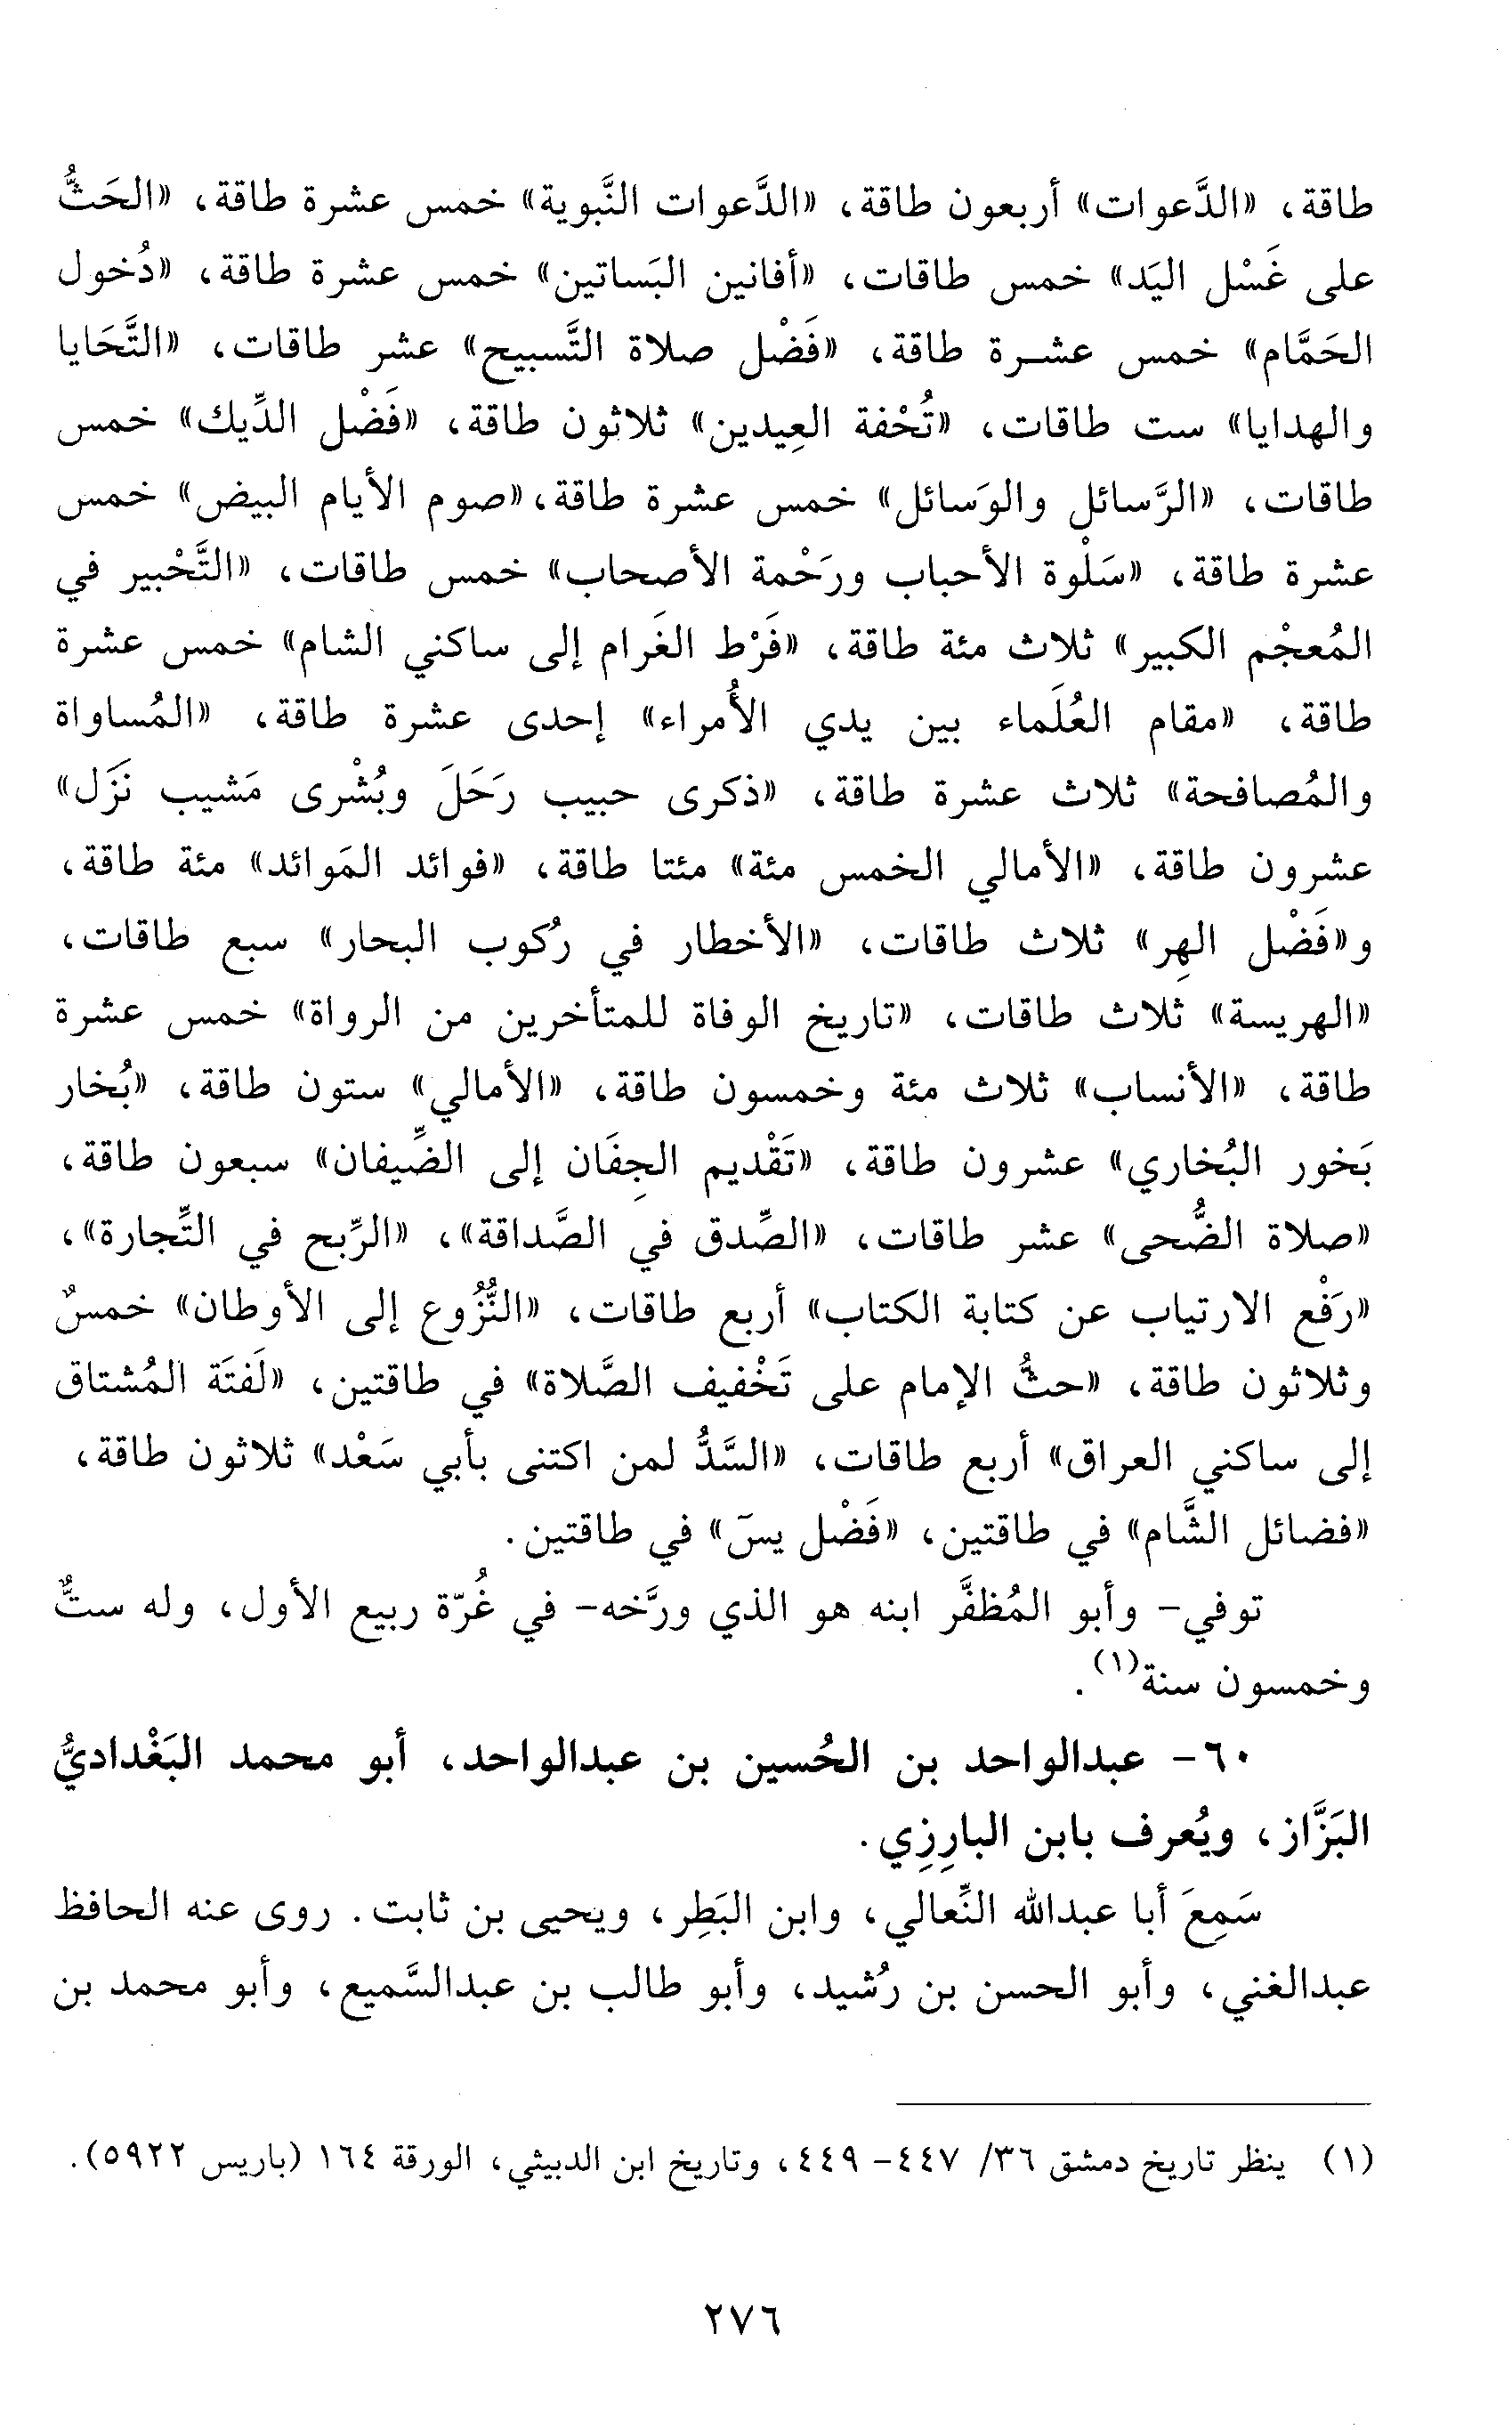 طاقة، «الدَّعوات» أربعون طاقة، «الدَّعوات النَّبوية» خمس عشرة طاقة، «الحَثُّ
على غَسْل اليَد» خمس طاقات، «أفانين البَساتين» خمس عشرة طاقة، «دُخول
الحَمَّام» خمس عشرة طاقة، «فَضْل صلاة التَّسبيح» عشر طاقات، «التَّحَايا
والهدايا» ست طاقات، «تُحْفة العِيدين» ثلاثون طاقة، «فَضْل الدِّيك» خمس
طاقات، «الرَّسائل والوَسائل» خمس عشرة طاقة، «صوم الأيام البيض» خمس
عشرة طاقة، «سَلْوة الأحباب ورَحْمة الأصحاب» خمس طاقات، «التَّحْبير في
المُعجْم الكبير» ثلاث مئة طاقة، «فَرْط الغَرام إلى ساكني الشام» خمس عشرة
طاقة، «مقام العُلَماء بين يدي الأُمراء» إحدى عشرة طاقة، «المُساواة
والمُصافحة» ثلاث عشرة طاقة، «ذكرى حبيب رَحَلَ وبُشْرى مَشيب نَزَل»
عشرون طاقة، «الأمالي الخمس مئة» مئتا طاقة، «فوائد المَوائد» مئة طاقة،
و«فَضْل الهِر» ثلاث طاقات، «الأخطار في رُكوب البحار» سبع طاقات،
«الهريسة» ثلاث طاقات، «تاريخ الوفاة للمتأخرين من الرواة» خمس عشرة
طاقة، «الأنساب» ثلاث مئة وخمسون طاقة، «الأمالي» ستون طاقة، «بُخار
بَخور البُخاري» عشرون طاقة، «تَقْديم الجِفَان إلى الضِّيفان» سبعون طاقة،
«صلاة الضُّحى» عشر طاقات، «الصِّدق في الصَّداقة»، «الرِّبح في التِّجارة»،
«رَفْع الارتياب عن كتابة الكتاب» أربع طاقات، «النُّزُوع إلى الأوطان» خمسٌ
وثلاثون طاقة، «حثُّ الإمام على تَخْفيف الصَّلاة» في طاقتين، «لَفتَة المُشتاق
إلى ساكني العراق» أربع طاقات، «السَّدُّ لمن اكتنى بأبي سَعْد» ثلاثون طاقة،
«فضائل الشَّام» في طاقتين، «فَضْل يسَ» في طاقتين.
توفي- وأبو المُظفَّر ابنه هو الذي ورَّخه- في غُرّة ربيع الأول، وله ستٌّ
وخمسون سنة(١).
٦٠- عبدالواحد بن الحُسين بن عبدالواحد، أبو محمد البَغْداديُّ
البَزَّاز، ويُعرف بابن البارِزِي.
سَمِعَ أبا عبدالله النِّعالي، وابن البَطِر، ويحيى بن ثابت. روى عنه الحافظ
عبدالغني، وأبو الحسن بن رُشيد، وأبو طالب بن عبدالسَّميع، وأبو محمد بن
(١) ينظر تاريخ دمشق ٣٦/ ٤٤٧- ٤٤٩، وتاريخ ابن الدبيثي، الورقة ١٦٤ (باريس ٥٩٢٢).
٢٧٦